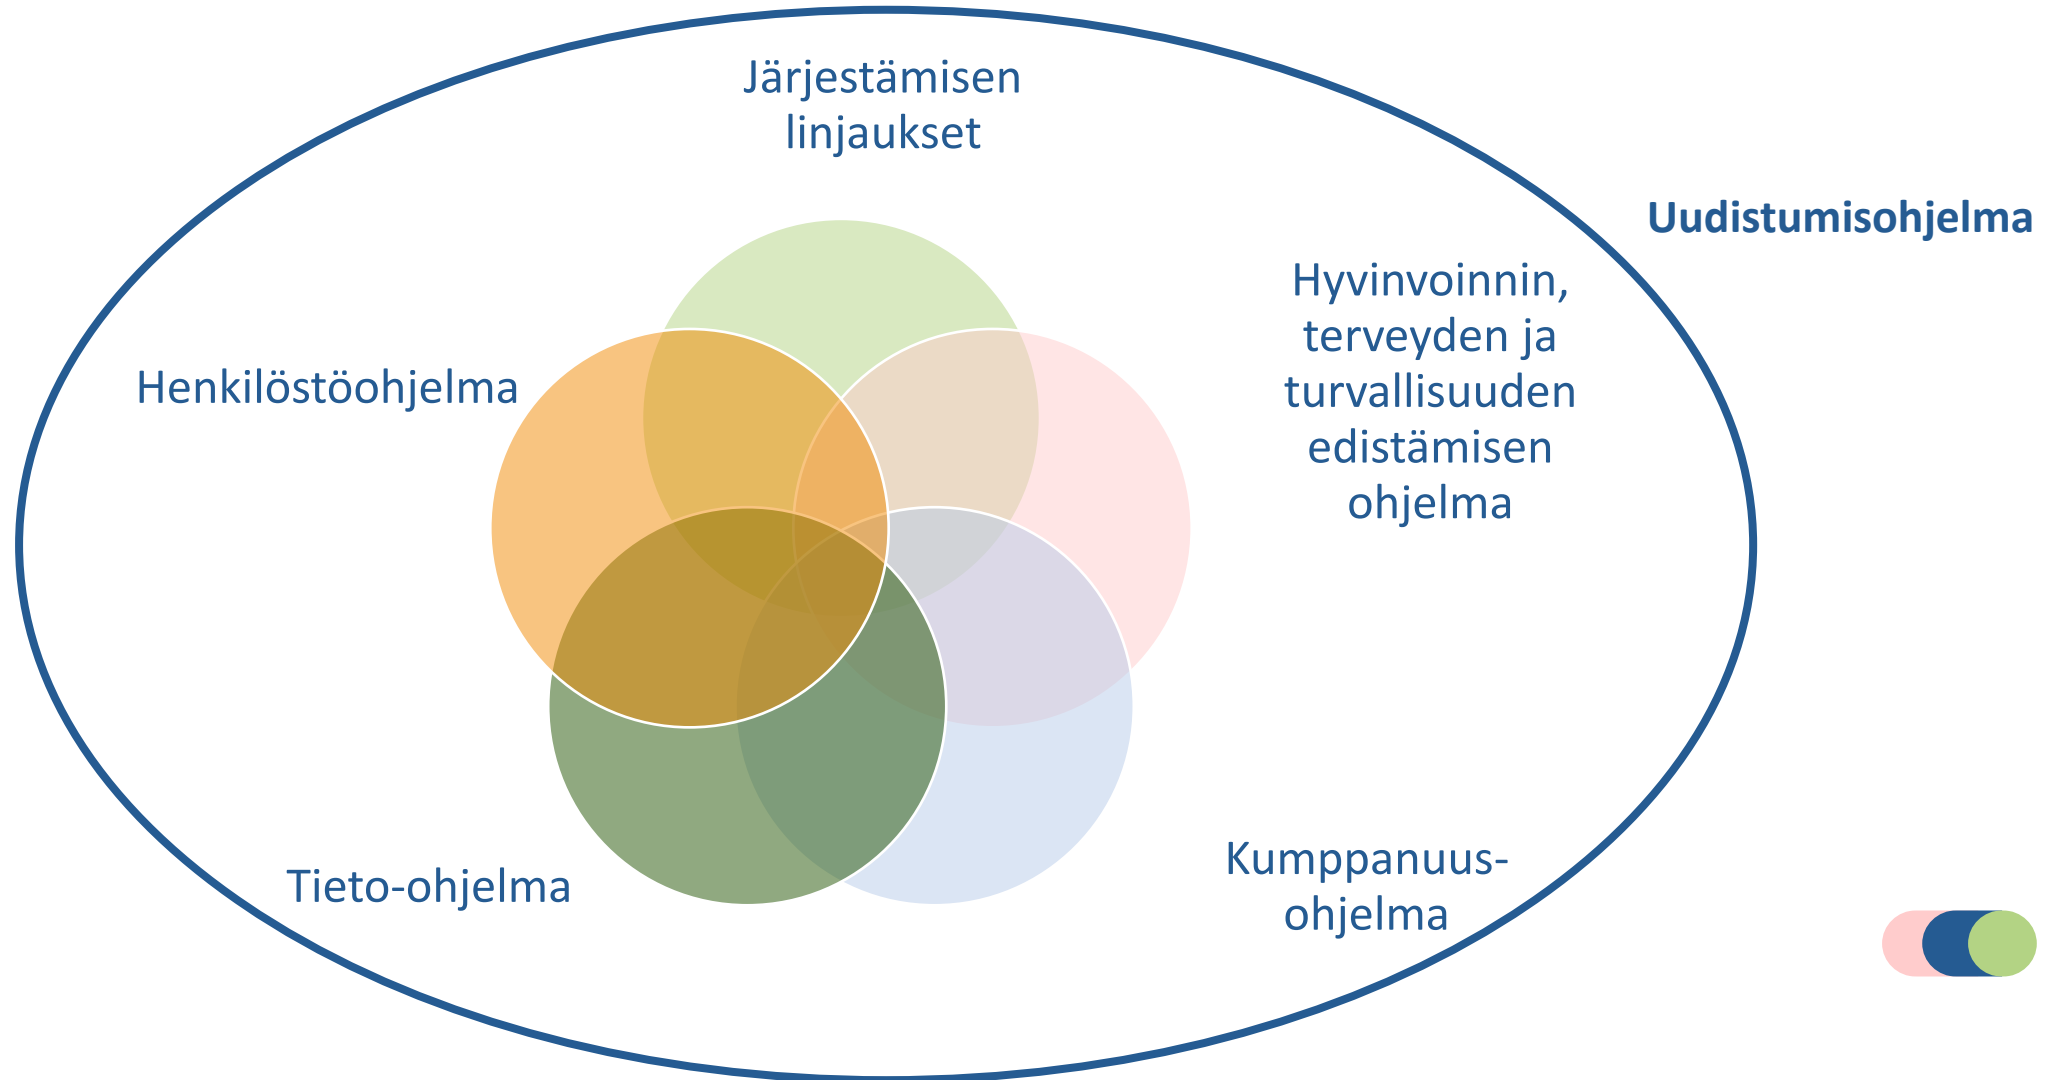 Järjestämisen
linjaukset
Uudistumisohjelma
Hyvinvoinnin,
terveyden ja
turvallisuuden
edistämisen
ohjelma
Henkilöstöohjelma
Kumppanuus-
ohjelma
Tieto-ohjelma